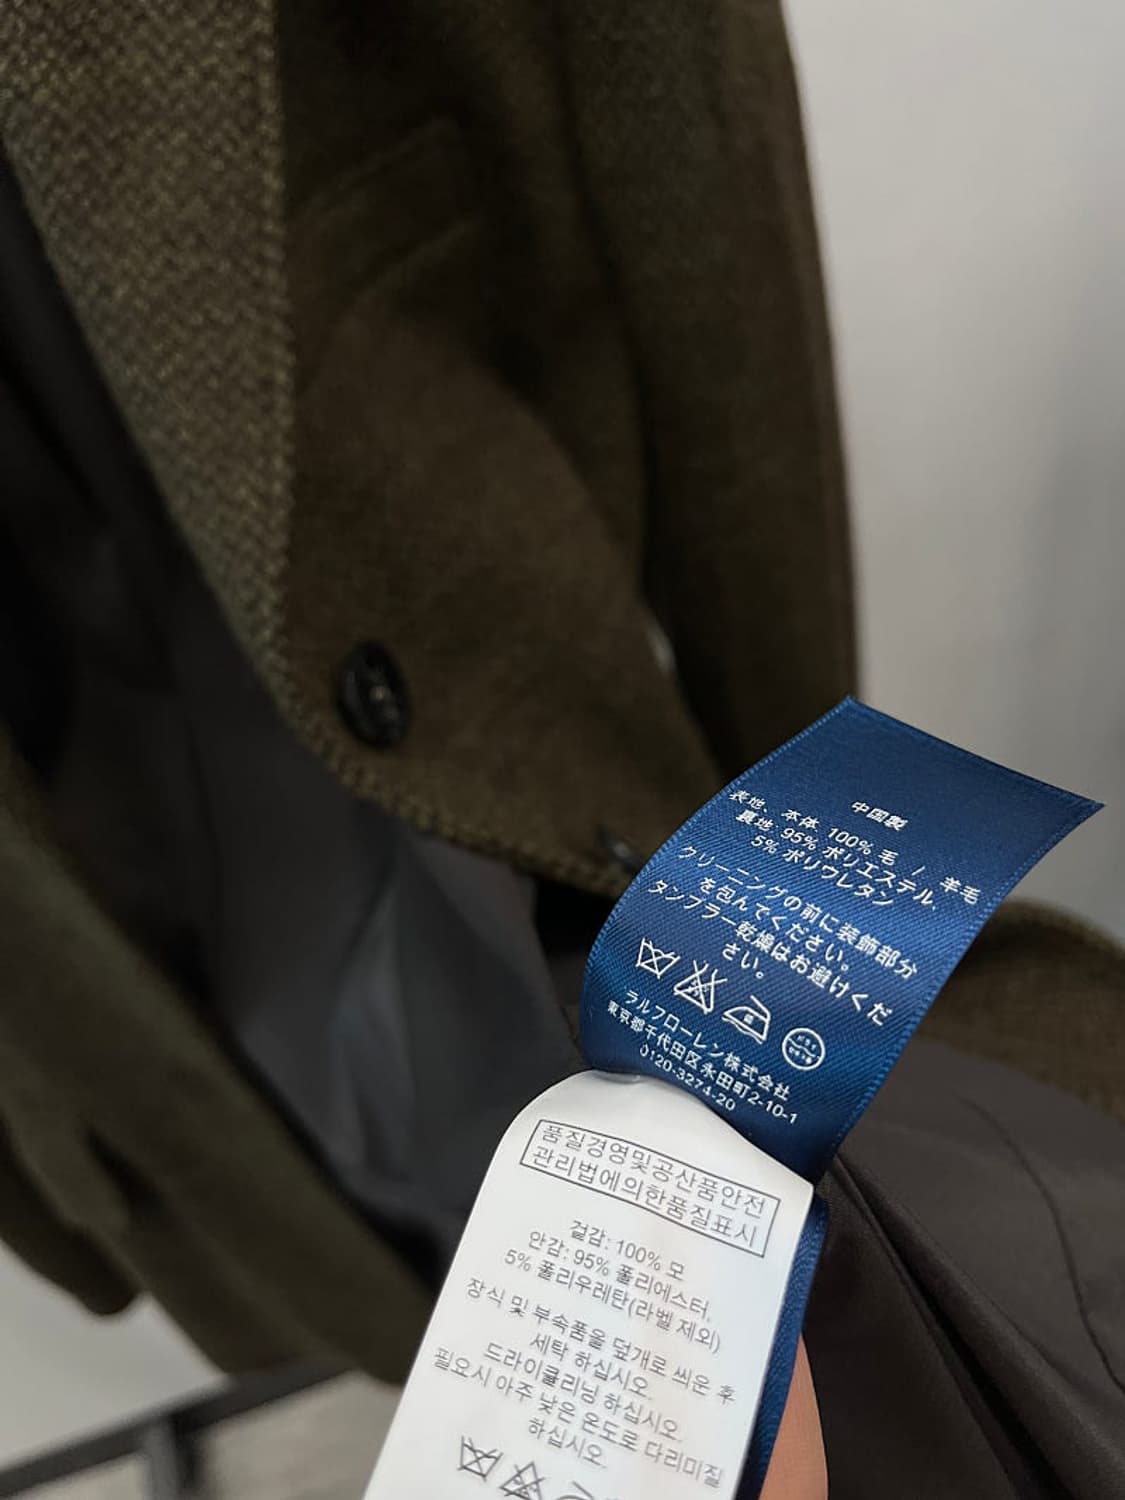 中国製
表地、本体 100% 毛 / 羊毛
裏地 95% ポリエステル,
5% ポリウレタン
クリーニングの前に装飾部分
を包んでください。
タンブラー乾燥はお避けくだ
さい。
ラルフローレン株式会社
東京都千代田区永田町2-10-1
0120-3274-20
품질경영및공산품안전
관리법에의한품질표시
겉감: 100% 모
안감: 95% 폴리에스터,
5% 폴리우레탄(라벨 제외)
장식 및 부속품을 덮개로 씌운 후
세탁 하십시오.
드라이클리닝 하십시오.
필요시 아주 낮은 온도로 다리미질
하십시오.